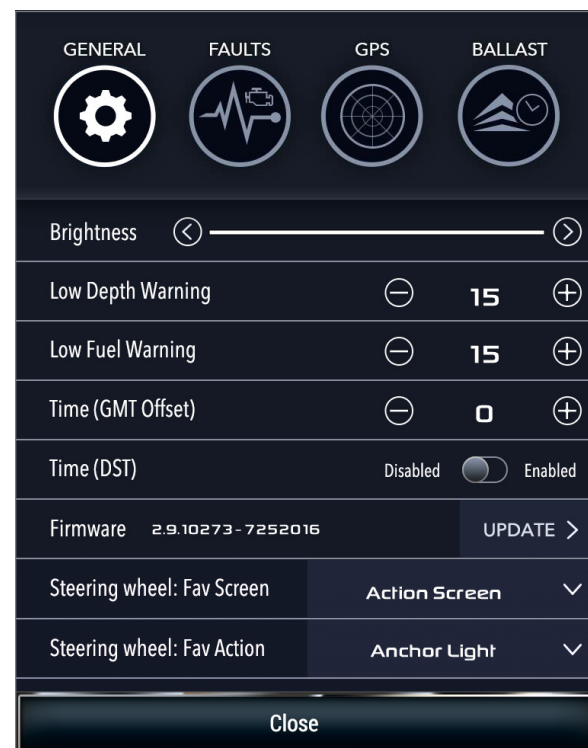 GENERAL FAULTS GPS BALLAST
Brightness
Low Depth Warning 15
Low Fuel Warning 15
Time (GMT Offset) 0
Time (DST) Disabled Enabled
Firmware 2.9.10273-7252016 UPDATE >
Steering wheel: Fav Screen Action Screen
Steering wheel: Fav Action Anchor Light
Close